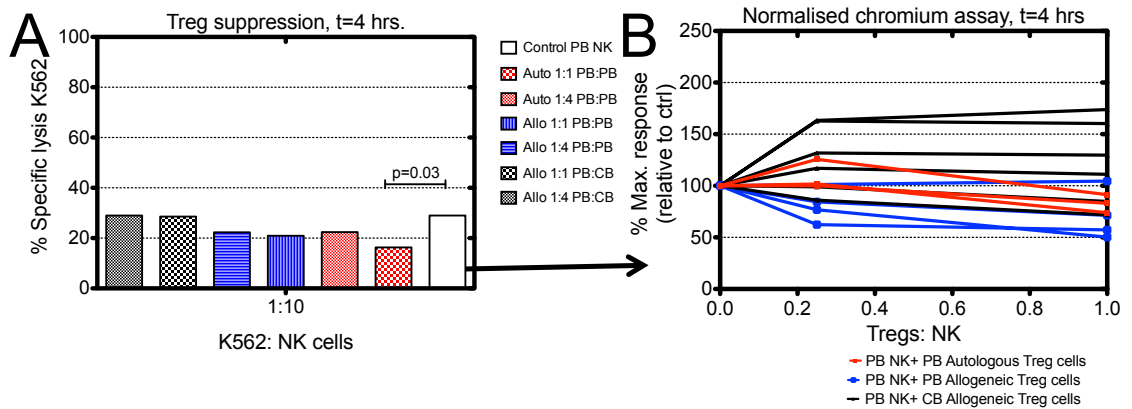 A
Treg suppression, t=4 hrs.
% Specific lysis K562
100
80
60
40
20
0
p=0.03
1:10
K562: NK cells
Control PB NK
Auto 1:1 PB:PB
Auto 1:4 PB:PB
Allo 1:1 PB:PB
Allo 1:4 PB:PB
Allo 1:1 PB:CB
Allo 1:4 PB:CB
B
Normalised chromium assay, t=4 hrs
% Max. response
(relative to ctrl)
250
200
150
100
50
0
0.0 0.2 0.4 0.6 0.8 1.0
Tregs: NK
PB NK+ PB Autologous Treg cells
PB NK+ PB Allogeneic Treg cells
PB NK+ CB Allogeneic Treg cells